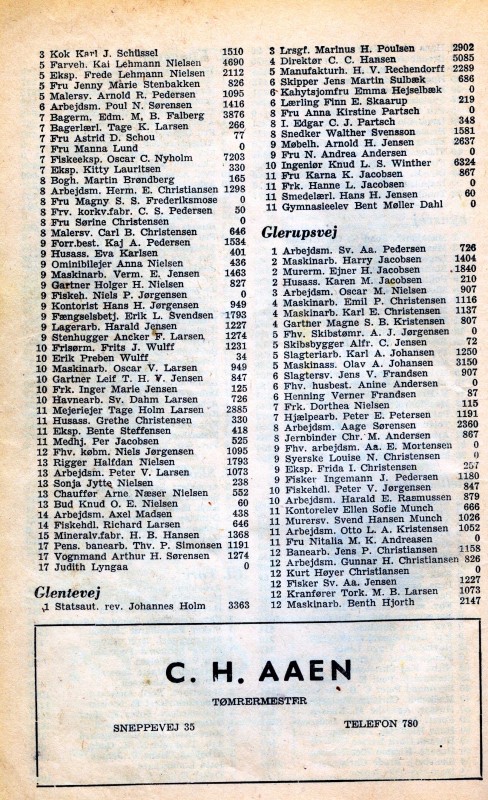 3 Kok Karl J. Schüssel 1510
5 Farveh. Kai Lehmann Nielsen 4690
5 Eksp. Frede Lehmann Nielsen 2112
5 Fru Jenny Marie Stenbakken 826
5 Malersv. Arnold R. Pedersen 1095
6 Arbejdsm. Poul N. Sørensen 1416
7 Bagerm. Edm. M. B. Falberg 3876
7 Bagerlærl. Tage K. Larsen 266
7 Fru Astrid D. Schou 77
7 Fru Manna Lund 0
7 Fiskeeksp. Oscar C. Nyholm 7203
7 Eksp. Kitty Lauritsen 330
8 Bogh. Martin Brøndberg 165
8 Arbejdsm. Herm. E. Christiansen 1298
8 Fru Magny S. S. Frederiksmose 0
8 Frv. korkv.fabr. C. S. Pedersen 50
8 Fru Sørine Christensen 0
8 Malersv. Carl B. Christensen 646
9 Forr.best. Kaj A. Pedersen 1534
9 Husass. Eva Karlsen 401
9 Ominibilejer Anna Nielsen 436
9 Maskinarb. Verm. E. Jensen 1463
9 Gartner Holger H. Nielsen 827
9 Fiskeh. Niels P. Jørgensen 0
9 Kontorist Hans H. Jørgensen 949
9 Fængselsbetj. Erik L. Svendsen 1793
9 Lagerarb. Harald Jensen 1227
9 Stenhugger Ancker F. Larsen 1274
10 Frisørm. Frits J. Wulff 1231
10 Erik Preben Wulff 34
10 Maskinarb. Oscar V. Larsen 949
10 Gartner Leif T. H. V. Jensen 847
10 Frk. Inger Marie Jensen 125
10 Havnearb. Sv. Dahm Larsen 726
11 Mejeriejer Tage Holm Larsen 2885
11 Husass. Grethe Christensen 330
11 Eksp. Bente Steffensen 418
11 Medhj. Per Jacobsen 525
12 Fhv. købm. Niels Jørgensen 1095
13 Rigger Halfdan Nielsen 1793
13 Arbejdsm. Peter V. Larsen 1073
13 Sonja Jytte Nielsen 238
13 Chauffør Arne Næser Nielsen 552
13 Bud Knud O. E. Nielsen 60
14 Arbejdsm. Axel Madsen 438
14 Fiskehdl. Richard Larsen 646
15 Mineralv.fabr. H. B. Hansen 1368
17 Pens. banearb. Thv. P. Simonsen 1191
17 Vognmand Arthur H. Sørensen 1274
17 Judith Lyngaa 0
Glentevej
1 Statsaut. rev. Johannes Holm 3363
3 Lrsgf. Marinus H. Poulsen 2902
4 Direktør C. C. Hansen 5085
5 Manufakturh. H. V. Rechendorff 2289
6 Skipper Jens Martin Sulbæk 686
6 Kahytsjomfru Emma Hejselbæk 0
6 Lærling Finn E. Skaarup 219
8 Fru Anna Kirstine Partsch 0
8 I. Edgar C. J. Partsch 348
8 Snedker Walther Svensson 1581
9 Møbelh. Arnold H. Jensen 2637
9 Fru N. Andrea Andersen 0
10 Ingeniør Knud L. S. Winther 6324
11 Fru Karna K. Jacobsen 867
11 Frk. Hanne L. Jacobsen 0
11 Smedelærl. Hans H. Jensen 60
11 Gymnasieelev Bent Møller Dahl 0
Glerupsvej
1 Arbejdsm. Sv. Aa. Pedersen 726
2 Maskinarb. Harry Jacobsen 1404
2 Murerm. Ejner H. Jacobsen 1840
2 Husass. Karen M. Jacobsen 210
3 Arbejdsm. Oscar M. Nielsen 907
4 Maskinarb. Emil P. Christensen 1116
4 Maskinarb. Karl E. Christensen 1137
4 Gartner Magne S. B. Kristensen 807
5 Fhv. Skibstømr. A. J. Jørgensen 0
5 Skibsbygger Alfr. C. Jensen 72
5 Slagteriarb. Karl A. Johansen 1250
5 Maskinass. Olav A. Johansen 3150
6 Slagtersv. Jens V. Frandsen 907
6 Fhv. husbest. Anine Andersen 0
6 Henning Verner Frandsen 87
7 Frk. Dorthea Nielsen 115
7 Hjælpearb. Peter E. Petersen 1191
8 Arbejdsm. Aage Sørensen 2360
8 Jernbinder Chr. M. Andersen 867
9 Fhv. arbejdsm. Aa. E. Mortensen 0
9 Syerske Louise N. Christensen 0
9 Eksp. Frida I. Christensen 257
9 Fisker Ingemann J. Pedersen 1180
10 Fiskehdl. Peter V. Jørgensen 847
10 Arbejdsm. Harald E. Rasmussen 879
11 Kontorelev Ellen Sofie Munch 666
11 Murersv. Svend Hansen Munch 1026
11 Arbejdsm. Otto L. A. Kristensen 1052
11 Fru Nitalia M. K. Andreasen 0
12 Banearb. Jens P. Christensen 1158
12 Arbejdsm. Gunnar H. Christensen 826
12 Kurt Høyer Christiansen 0
12 Fisker Sv. Aa. Jensen 1227
12 Kranfører Tork. M. B. Larsen 1073
12 Maskinarb. Benth Hjorth 2147
C. H. AAEN
TØMRERMESTER
SNEPPEVEJ 35 TELEFON 780